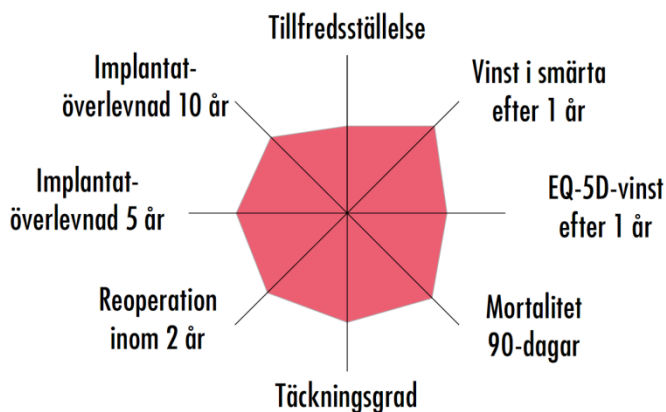 Tillfredsställelse
Vinst i smärta
efter 1 år
EQ-5D-vinst
efter 1 år
Mortalitet
90-dagar
Täckningsgrad
Reoperation
inom 2 år
Implantat-
överlevnad 5 år
Implantat-
överlevnad 10 år